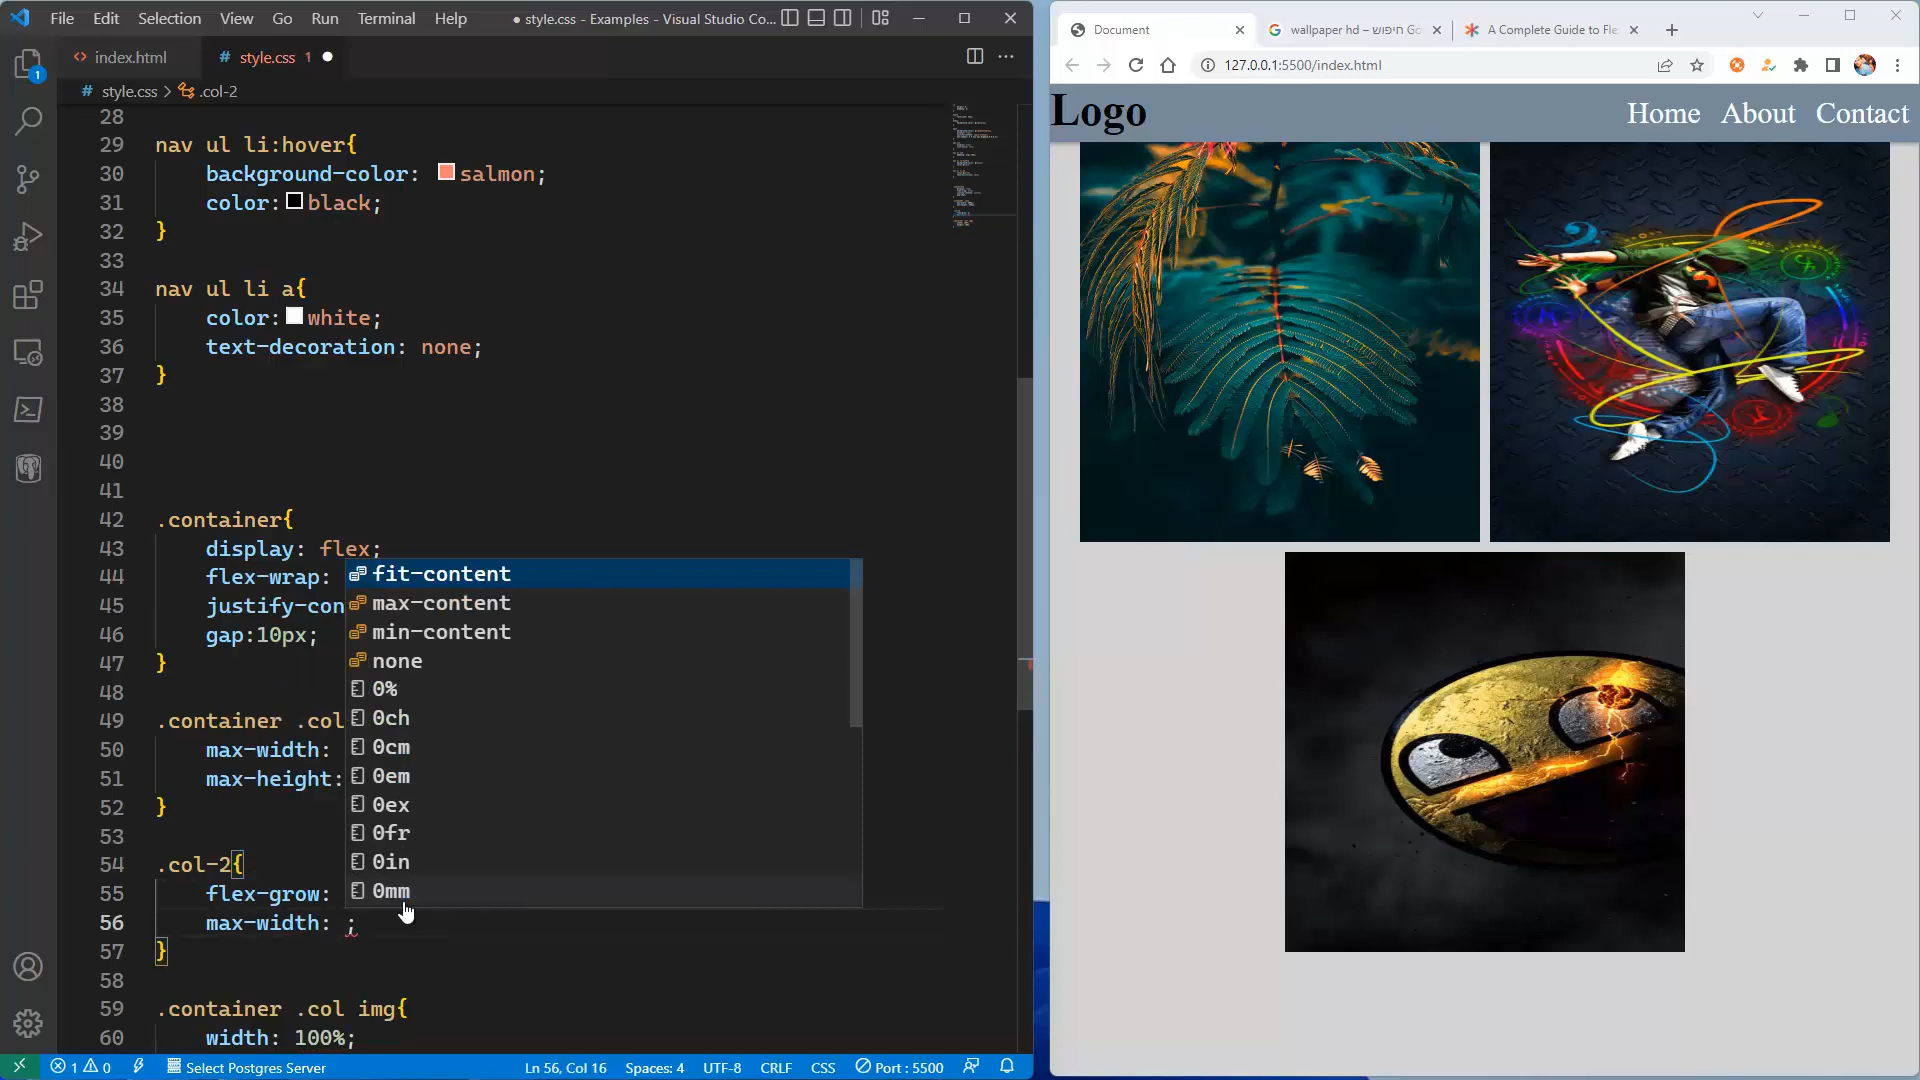 File Edit Selection View Go Run Terminal Help ● style.css - Examples - Visual Studio Co...
index.html # style.css 1 ●
# style.css > .col-2
28
29 nav ul li:hover{
30 background-color: salmon;
31 color: black;
32 }
33
34 nav ul li a{
35 color: white;
36 text-decoration: none;
37 }
38
39
40
41
42 .container{
43 display: flex;
44 flex-wrap:
45 justify-con
46 gap:10px;
47 }
48
49 .container .col
50 max-width:
51 max-height:
52 }
53
54 .col-2{
55 flex-grow:
56 max-width: ;
57 }
58
59 .container .col img{
60 width: 100%;
fit-content
max-content
min-content
none
0%
0ch
0cm
0em
0ex
0fr
0in
0mm
1
1 0 Select Postgres Server Ln 56, Col 16 Spaces: 4 UTF-8 CRLF CSS Port : 5500
Document wallpaper hd – חיפוש Go A Complete Guide to Fle
127.0.0.1:5500/index.html
Logo Home About Contact